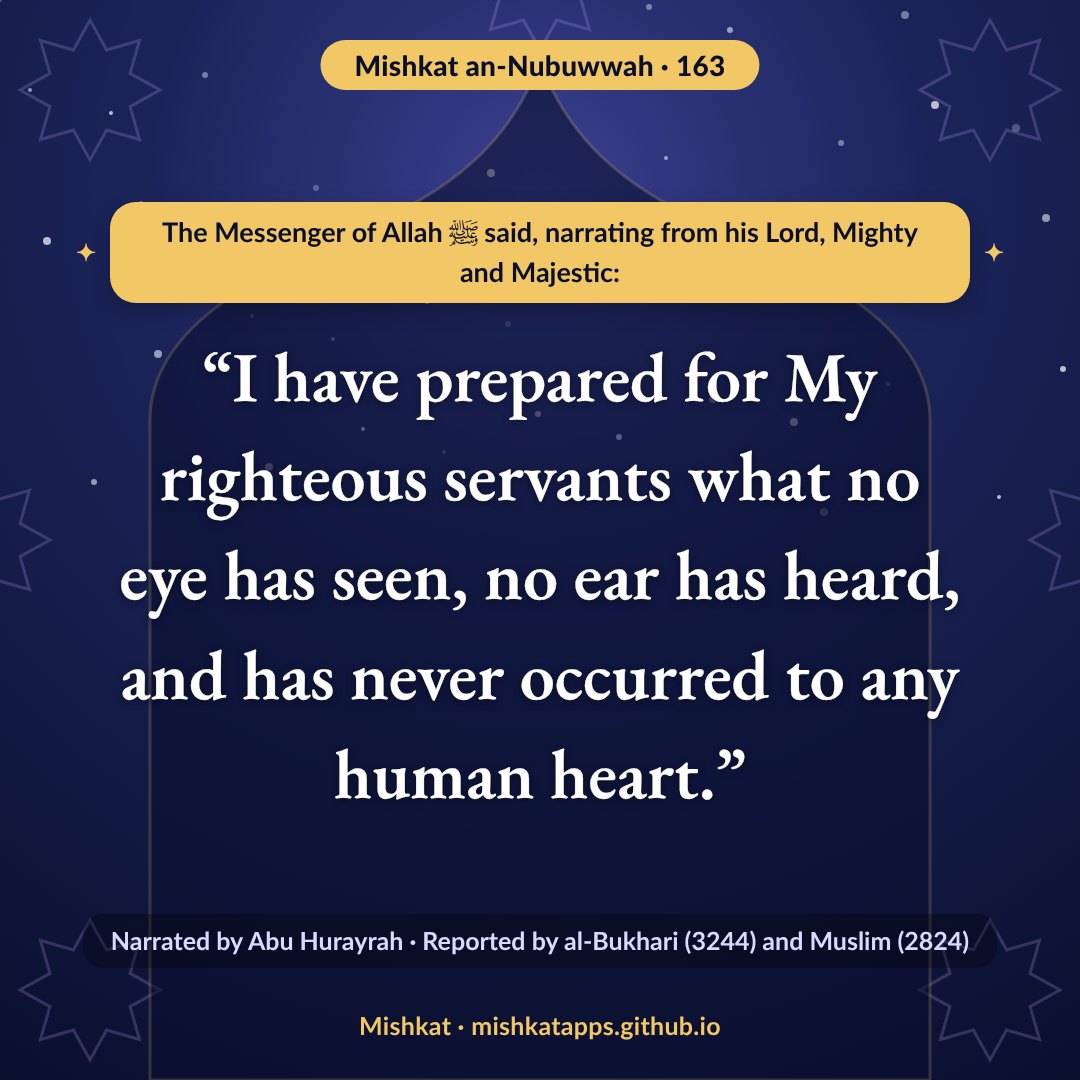 Mishkat an-Nubuwwah · 163
The Messenger of Allah ﷺ said, narrating from his Lord, Mighty
and Majestic:
“I have prepared for My
righteous servants what no
eye has seen, no ear has heard,
and has never occurred to any
human heart.”
Narrated by Abu Hurayrah · Reported by al-Bukhari (3244) and Muslim (2824)
Mishkat · mishkatapps.github.io